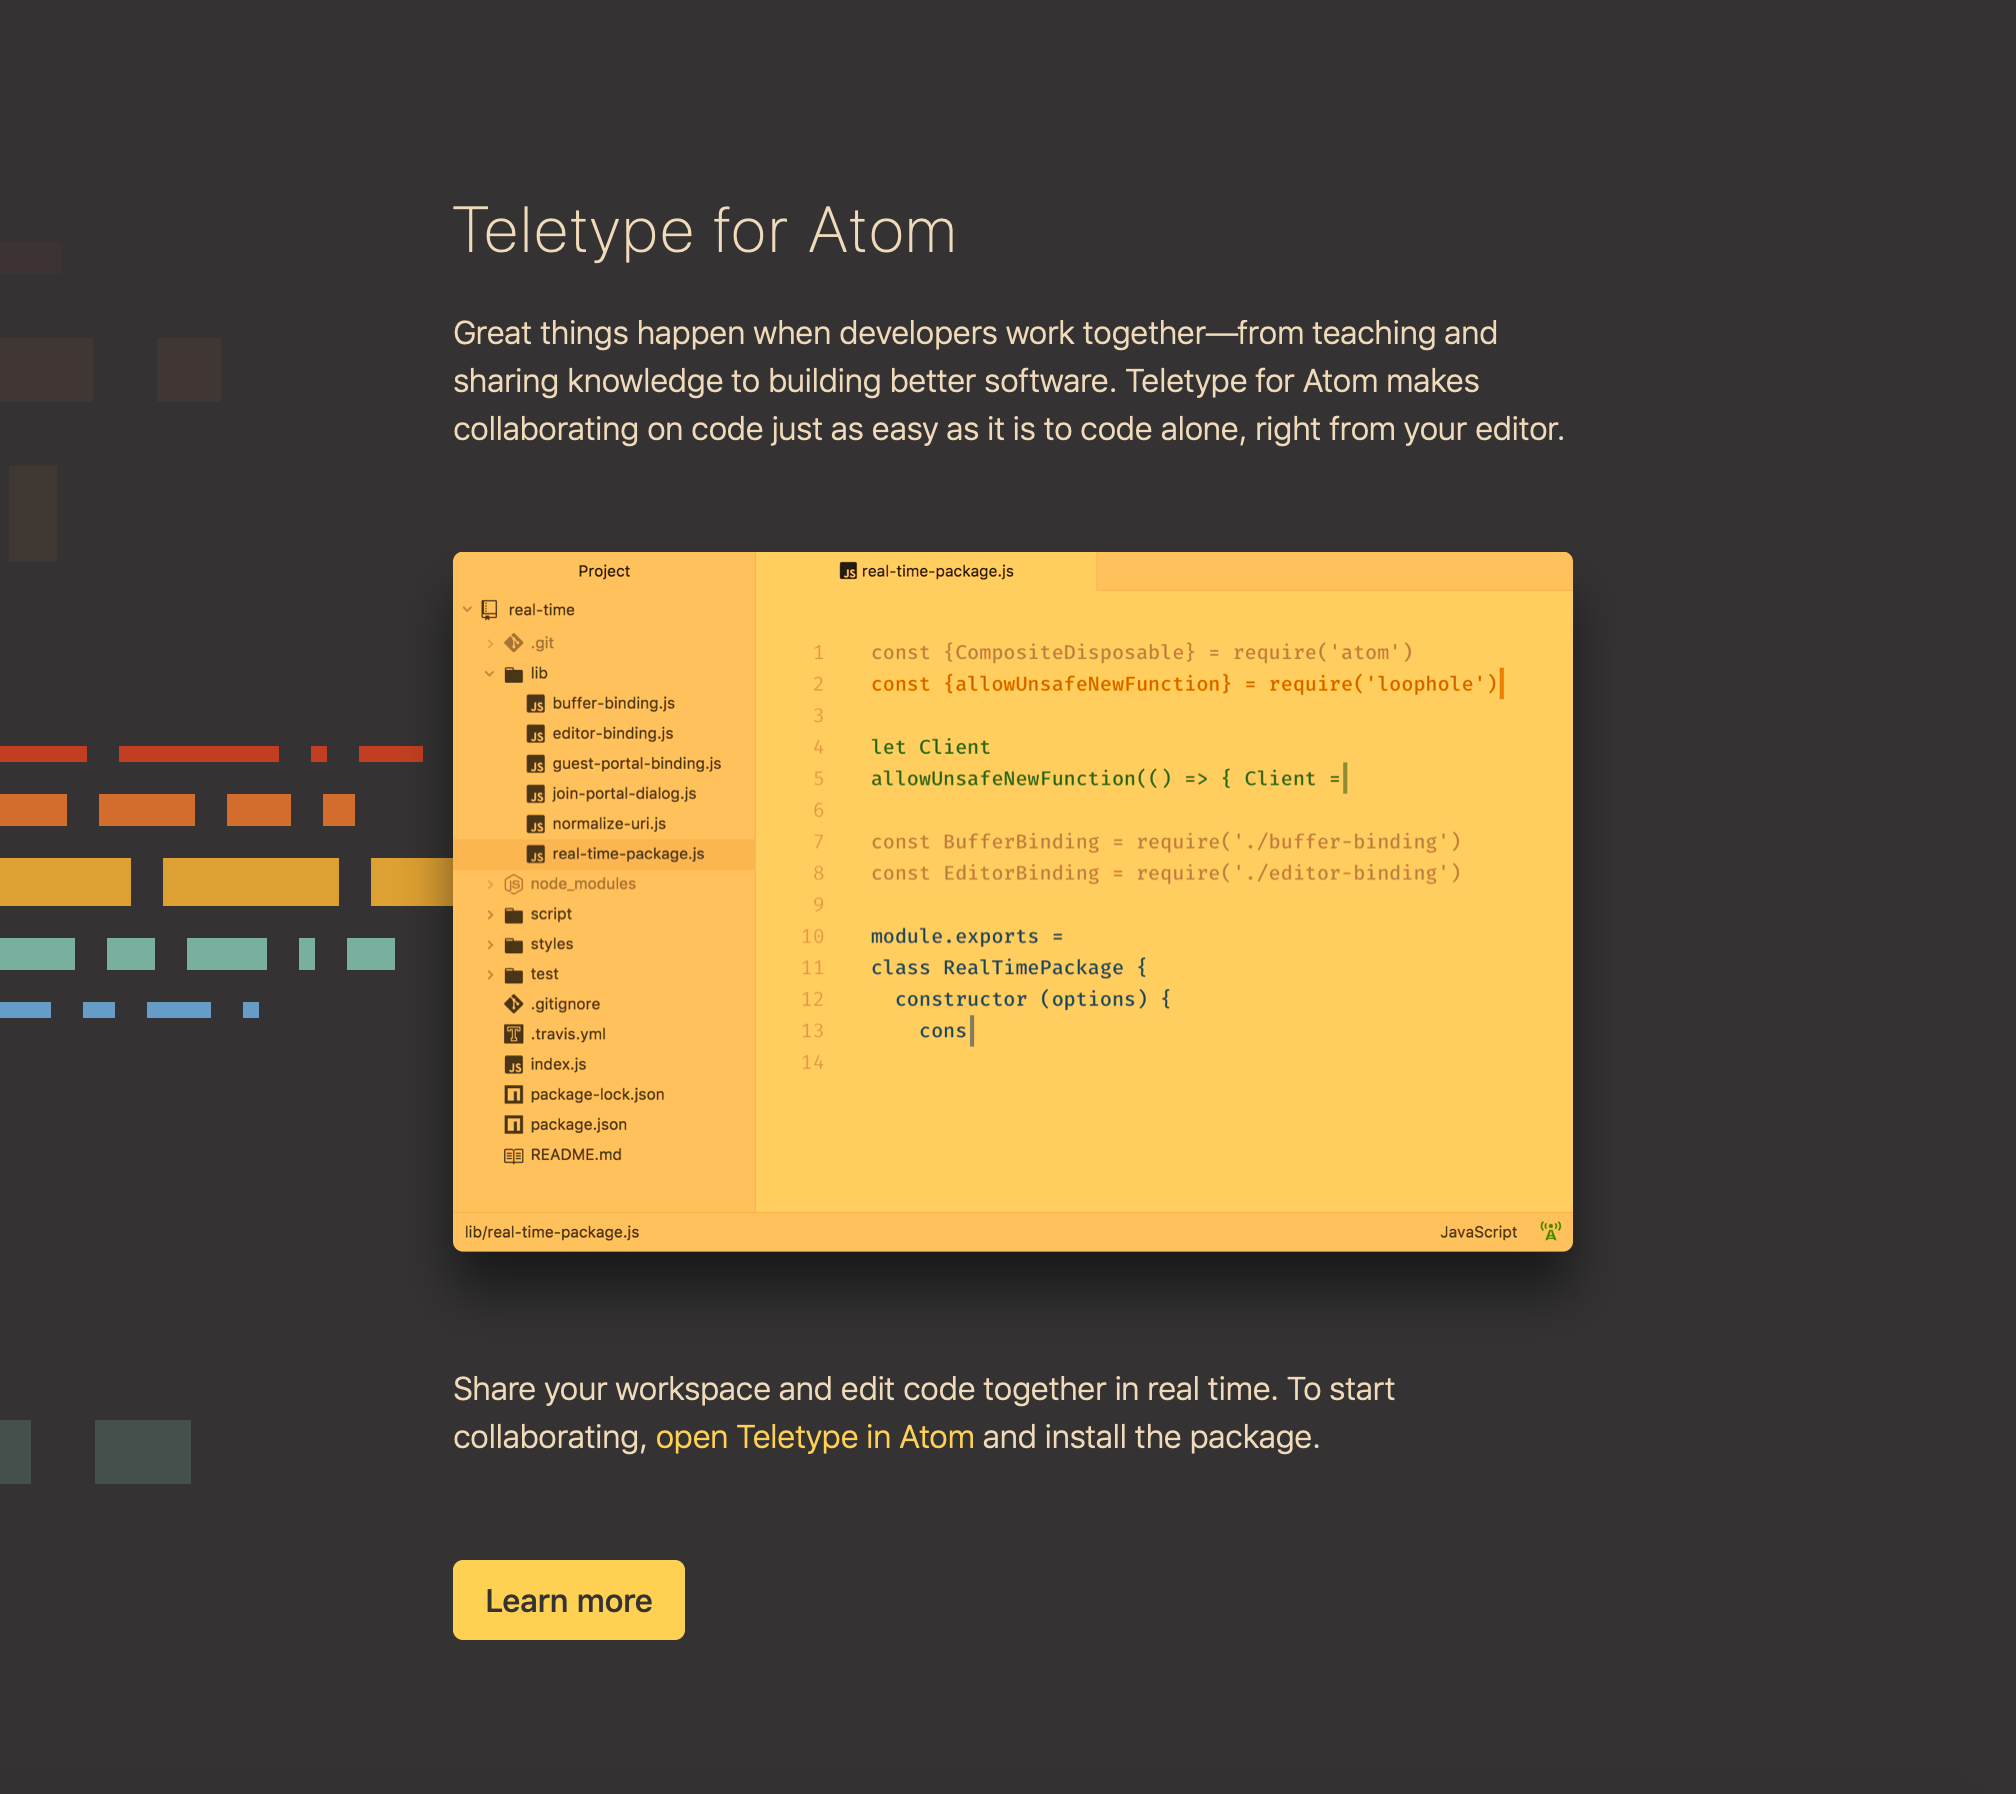 Teletype for Atom
Great things happen when developers work together—from teaching and
sharing knowledge to building better software. Teletype for Atom makes
collaborating on code just as easy as it is to code alone, right from your editor.
Project
real-time
.git
lib
buffer-binding.js
editor-binding.js
guest-portal-binding.js
join-portal-dialog.js
normalize-uri.js
real-time-package.js
node_modules
script
styles
test
.gitignore
.travis.yml
index.js
package-lock.json
package.json
README.md
real-time-package.js
1 const {CompositeDisposable} = require('atom')
2 const {allowUnsafeNewFunction} = require('loophole')
3
4 let Client
5 allowUnsafeNewFunction(() => { Client =
6
7 const BufferBinding = require('./buffer-binding')
8 const EditorBinding = require('./editor-binding')
9
10 module.exports =
11 class RealTimePackage {
12   constructor (options) {
13     cons
14
lib/real-time-package.js JavaScript
Share your workspace and edit code together in real time. To start
collaborating, open Teletype in Atom and install the package.
Learn more